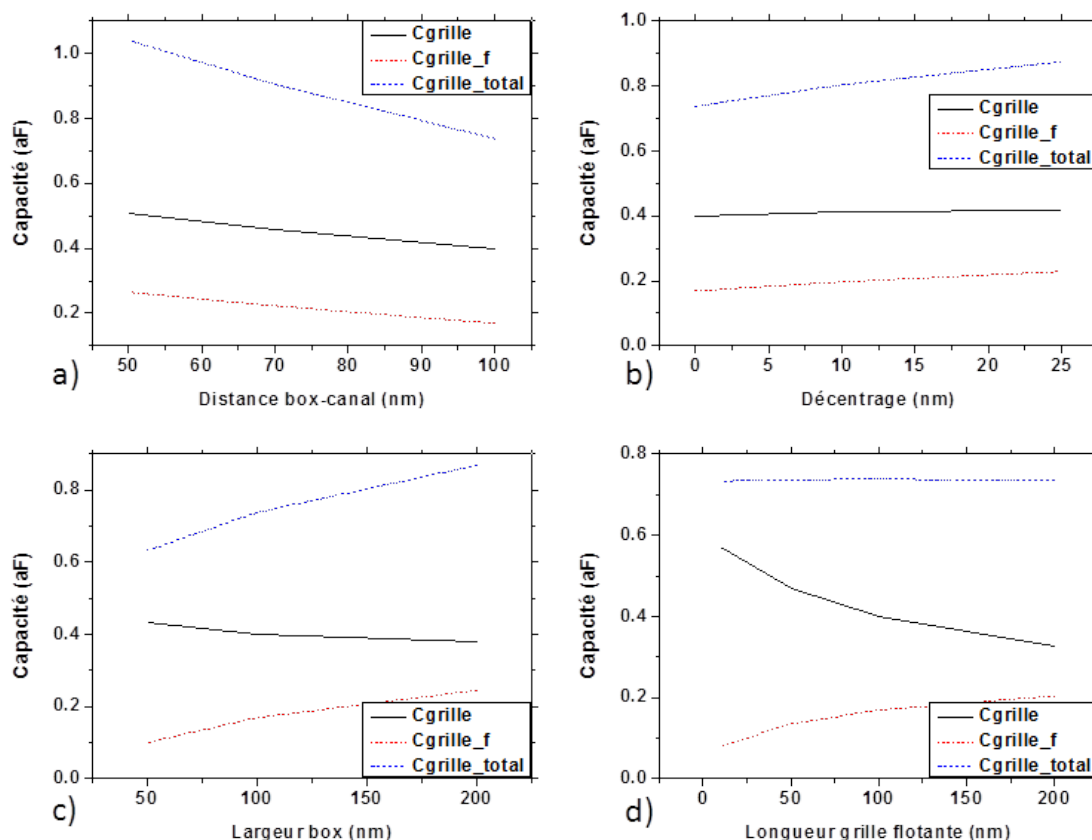 Capacité (aF)
1.0
0.8
0.6
0.4
0.2
Cgrille
Cgrille_f
Cgrille_total
50 60 70 80 90 100
a)
Distance box-canal (nm)
Capacité (aF)
1.0
0.8
0.6
0.4
0.2
0.0
Cgrille
Cgrille_f
Cgrille_total
0 5 10 15 20 25
b)
Décentrage (nm)
Capacité (aF)
0.8
0.6
0.4
0.2
0.0
Cgrille
Cgrille_f
Cgrille_total
50 100 150 200
c)
Largeur box (nm)
Capacité (aF)
0.8
0.6
0.4
0.2
0.0
Cgrille
Cgrille_f
Cgrille_total
0 50 100 150 200
d)
Longueur grille flotante (nm)